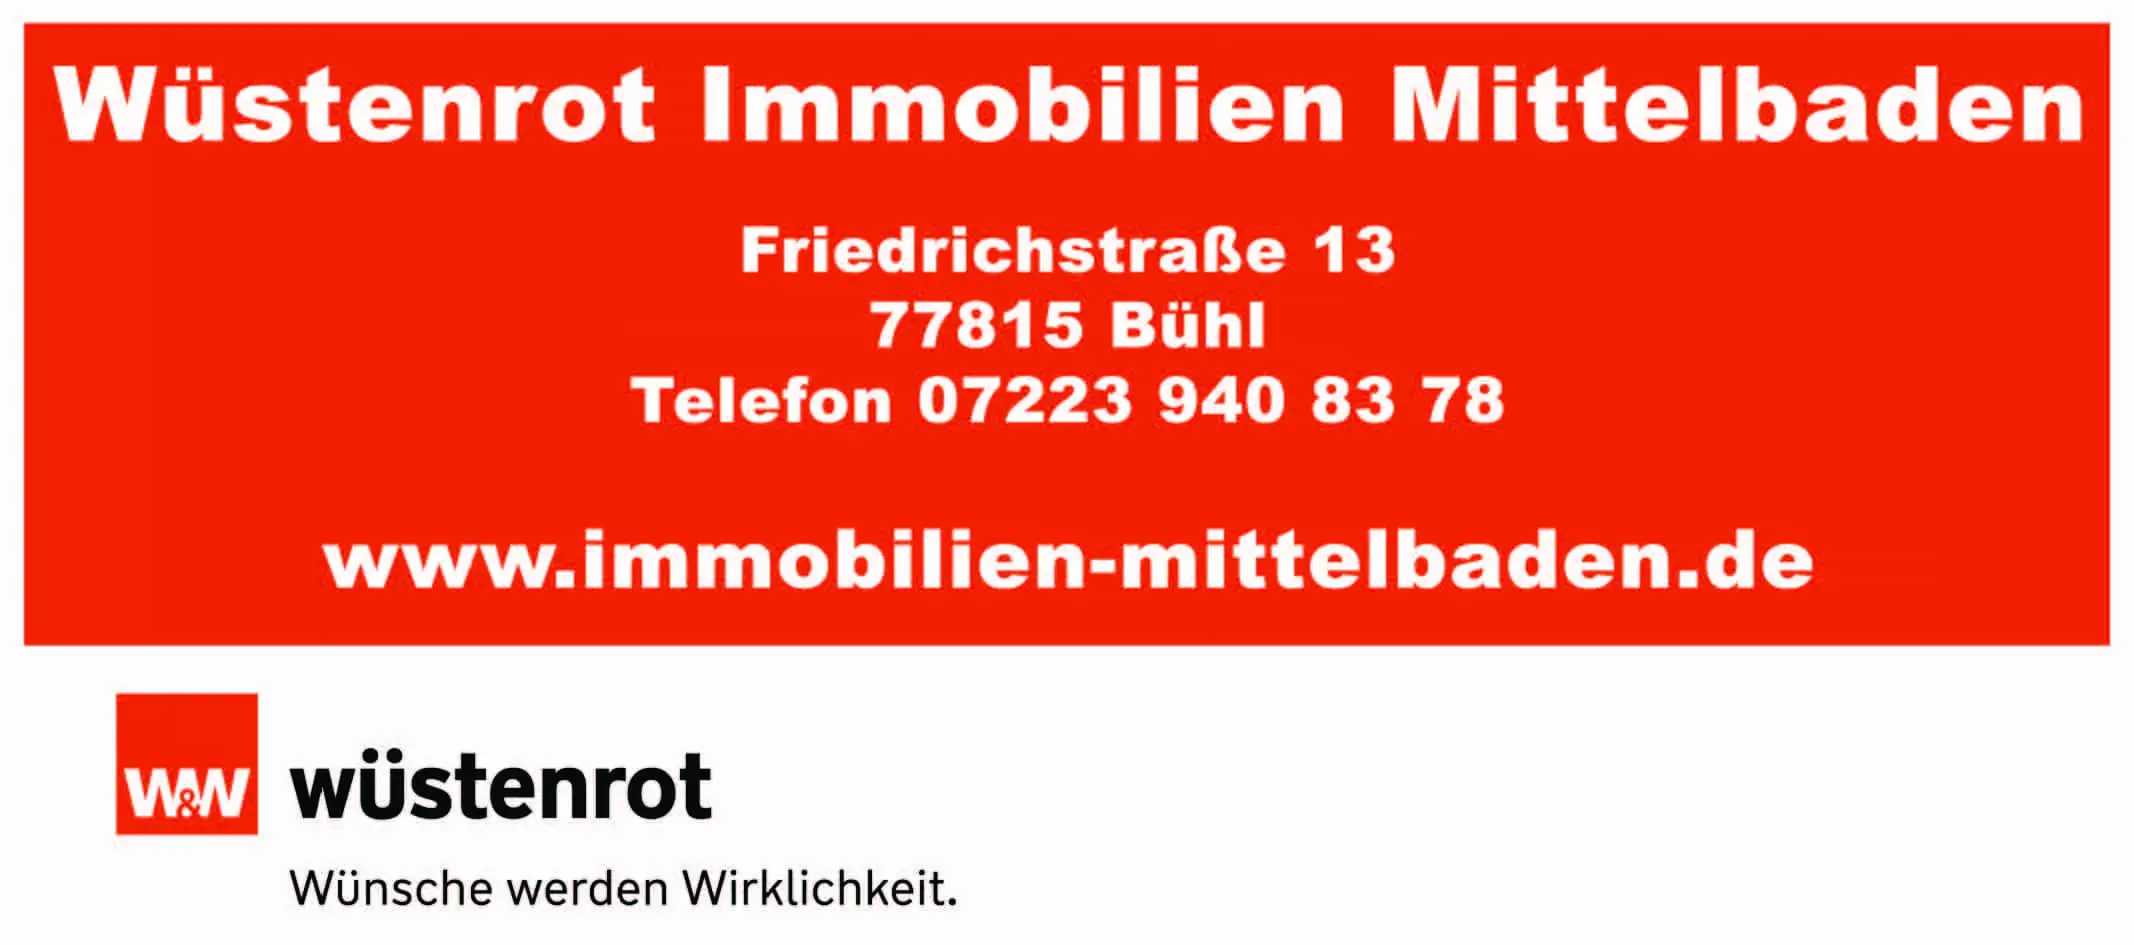 Wüstenrot Immobilien Mittelbaden
Friedrichstraße 13
77815 Bühl
Telefon 07223 940 83 78
www.immobilien-mittelbaden.de
W&W wüstenrot
Wünsche werden Wirklichkeit.